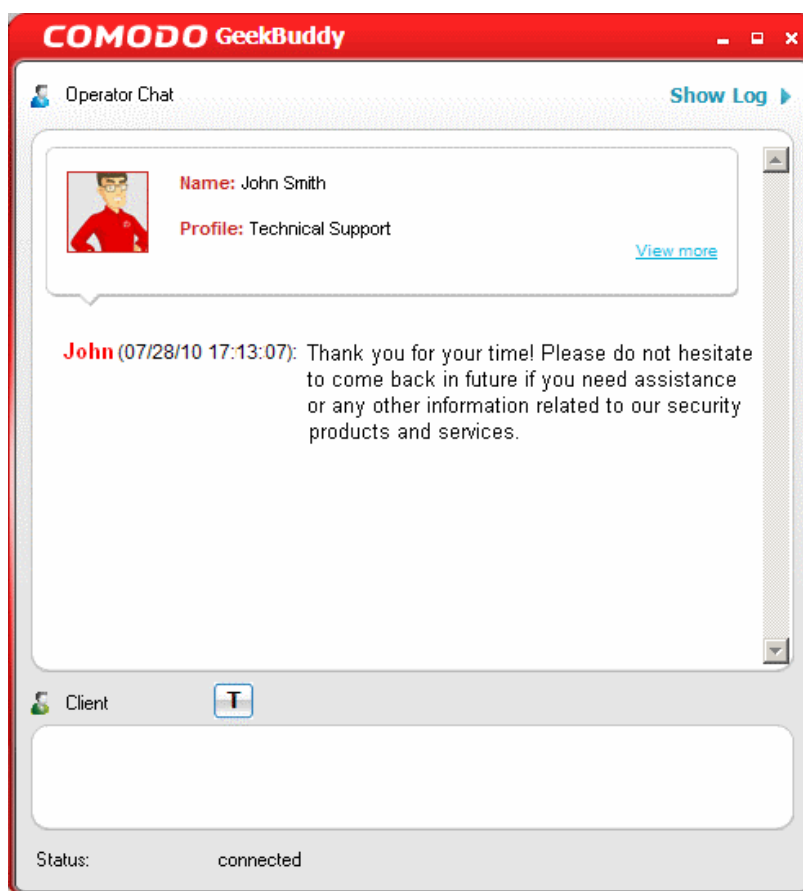 COMODO GeekBuddy
Operator Chat
Show Log
Name: John Smith
Profile: Technical Support
View more
John (07/28/10 17:13:07): Thank you for your time! Please do not hesitate
to come back in future if you need assistance
or any other information related to our security
products and services.
Client
T
Status: connected